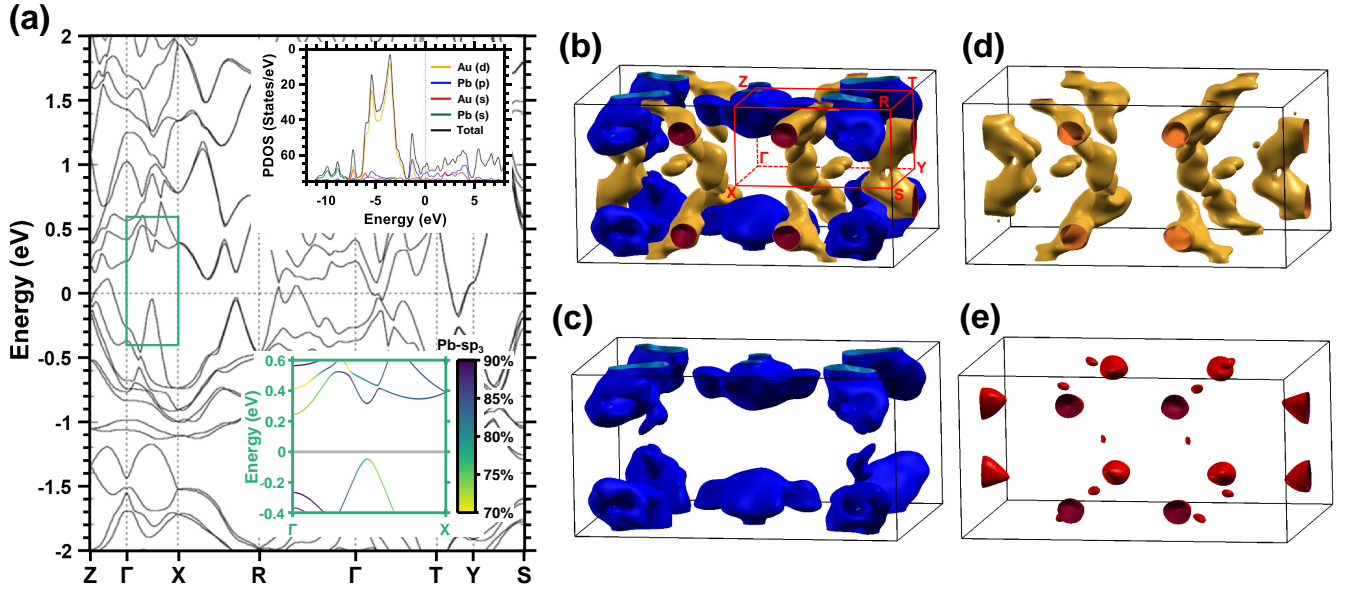 (a)
2
1.5
1
0.5
0
-0.5
-1
-1.5
-2
Energy (eV)
Z Γ X R Γ T Y S
0
20
40
60
PDOS (States/eV)
-10 -5 0 5
Energy (eV)
Au (d)
Pb (p)
Au (s)
Pb (s)
Total
Pb-sp3
90%
85%
80%
75%
70%
0.6
0.4
0.2
0
-0.2
-0.4
Energy (eV)
Γ X
(b)
Z T
R
Γ
Y
X S
(c)
(d)
(e)